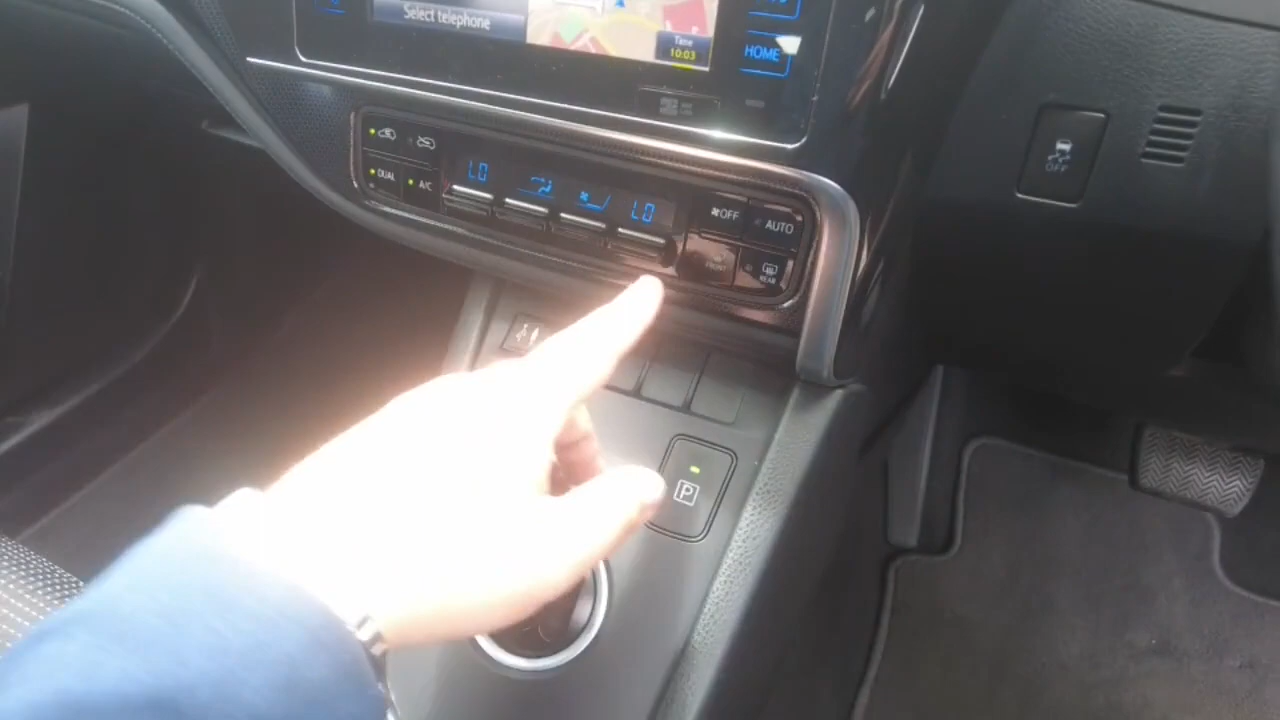 Select telephone
Time
10:03
HOME
OFF
LO
LO
OFF
AUTO
DUAL
A/C
FRONT
REAR
P